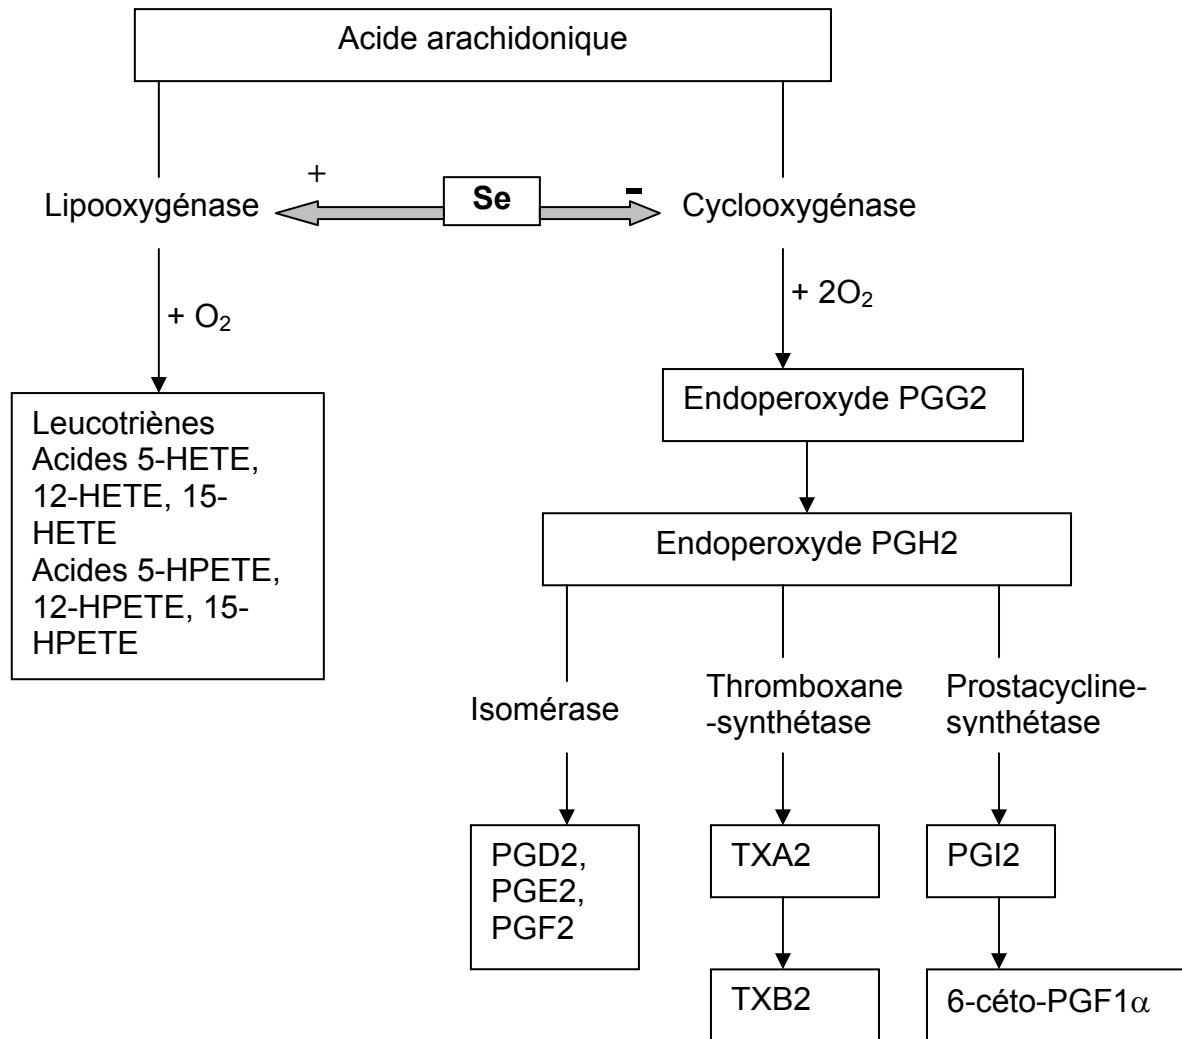 Acide arachidonique
+
-
Lipooxygénase
Se
Cyclooxygénase
+ O₂
+ 2O₂
Endoperoxyde PGG2
Leucotriènes
Acides 5-HETE,
12-HETE, 15-
HETE
Acides 5-HPETE,
12-HPETE, 15-
HPETE
Endoperoxyde PGH2
Isomérase
Thromboxane
-synthétase
Prostacycline-
synthétase
PGD2,
PGE2,
PGF2
TXA2
PGI2
TXB2
6-céto-PGF1α